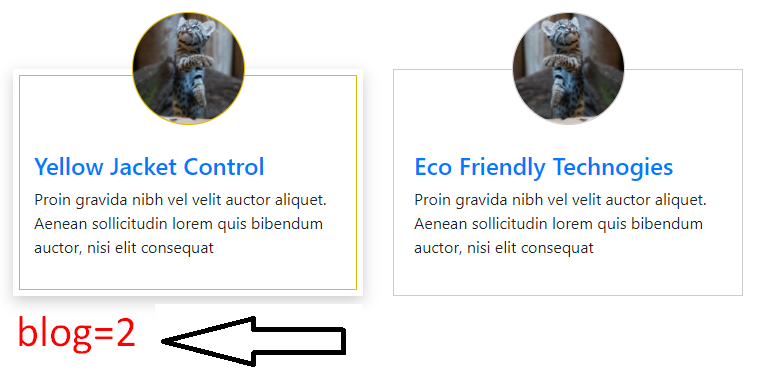 Yellow Jacket Control
Proin gravida nibh vel velit auctor aliquet.
Aenean sollicitudin lorem quis bibendum
auctor, nisi elit consequat
Eco Friendly Technogies
Proin gravida nibh vel velit auctor aliquet.
Aenean sollicitudin lorem quis bibendum
auctor, nisi elit consequat
blog=2